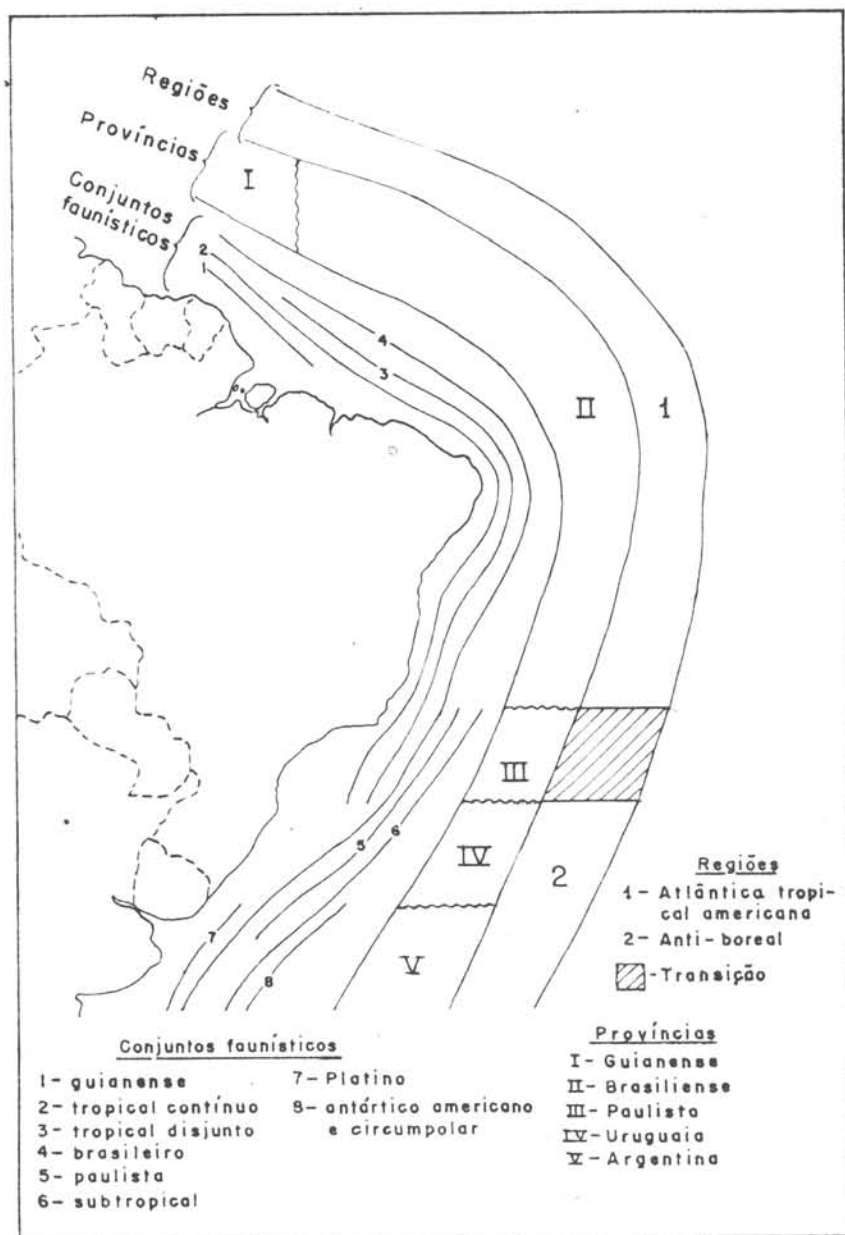 Regiões
Províncias
Conjuntos
faunísticos
I
2
1
4
3
II
1
III
6
5
IV
2
7
V
8
Regiões
1- Atlântica tropi-
cal americana
2- Anti-boreal
-Transição
Conjuntos faunísticos
1- guianense
2- tropical contínuo
3- tropical disjunto
4- brasileiro
5- paulista
6- subtropical
7- Platino
8- antártico americano
e circumpolar
Províncias
I- Guianense
II- Brasiliense
III- Paulista
IV- Uruguaia
V- Argentina